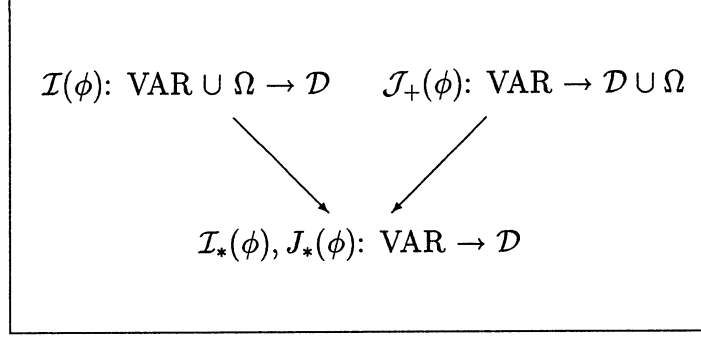 𝓘(ϕ): VAR ∪ Ω → 𝓓 𝓙₊(ϕ): VAR → 𝓓 ∪ Ω
𝓘∗(ϕ), J∗(ϕ): VAR → 𝓓